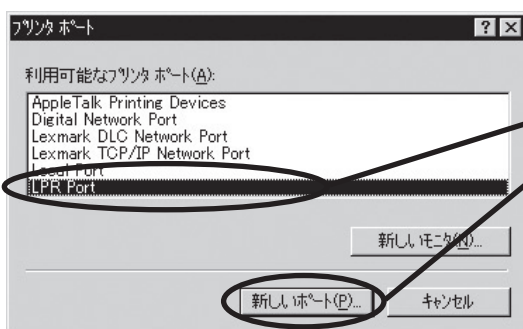 プリンタ ポート
利用可能なプリンタ ポート(A):
AppleTalk Printing Devices
Digital Network Port
Lexmark DLC Network Port
Lexmark TCP/IP Network Port
Local Port
LPR Port
新しいモニタ(N)...
新しいポート(P)...
キャンセル